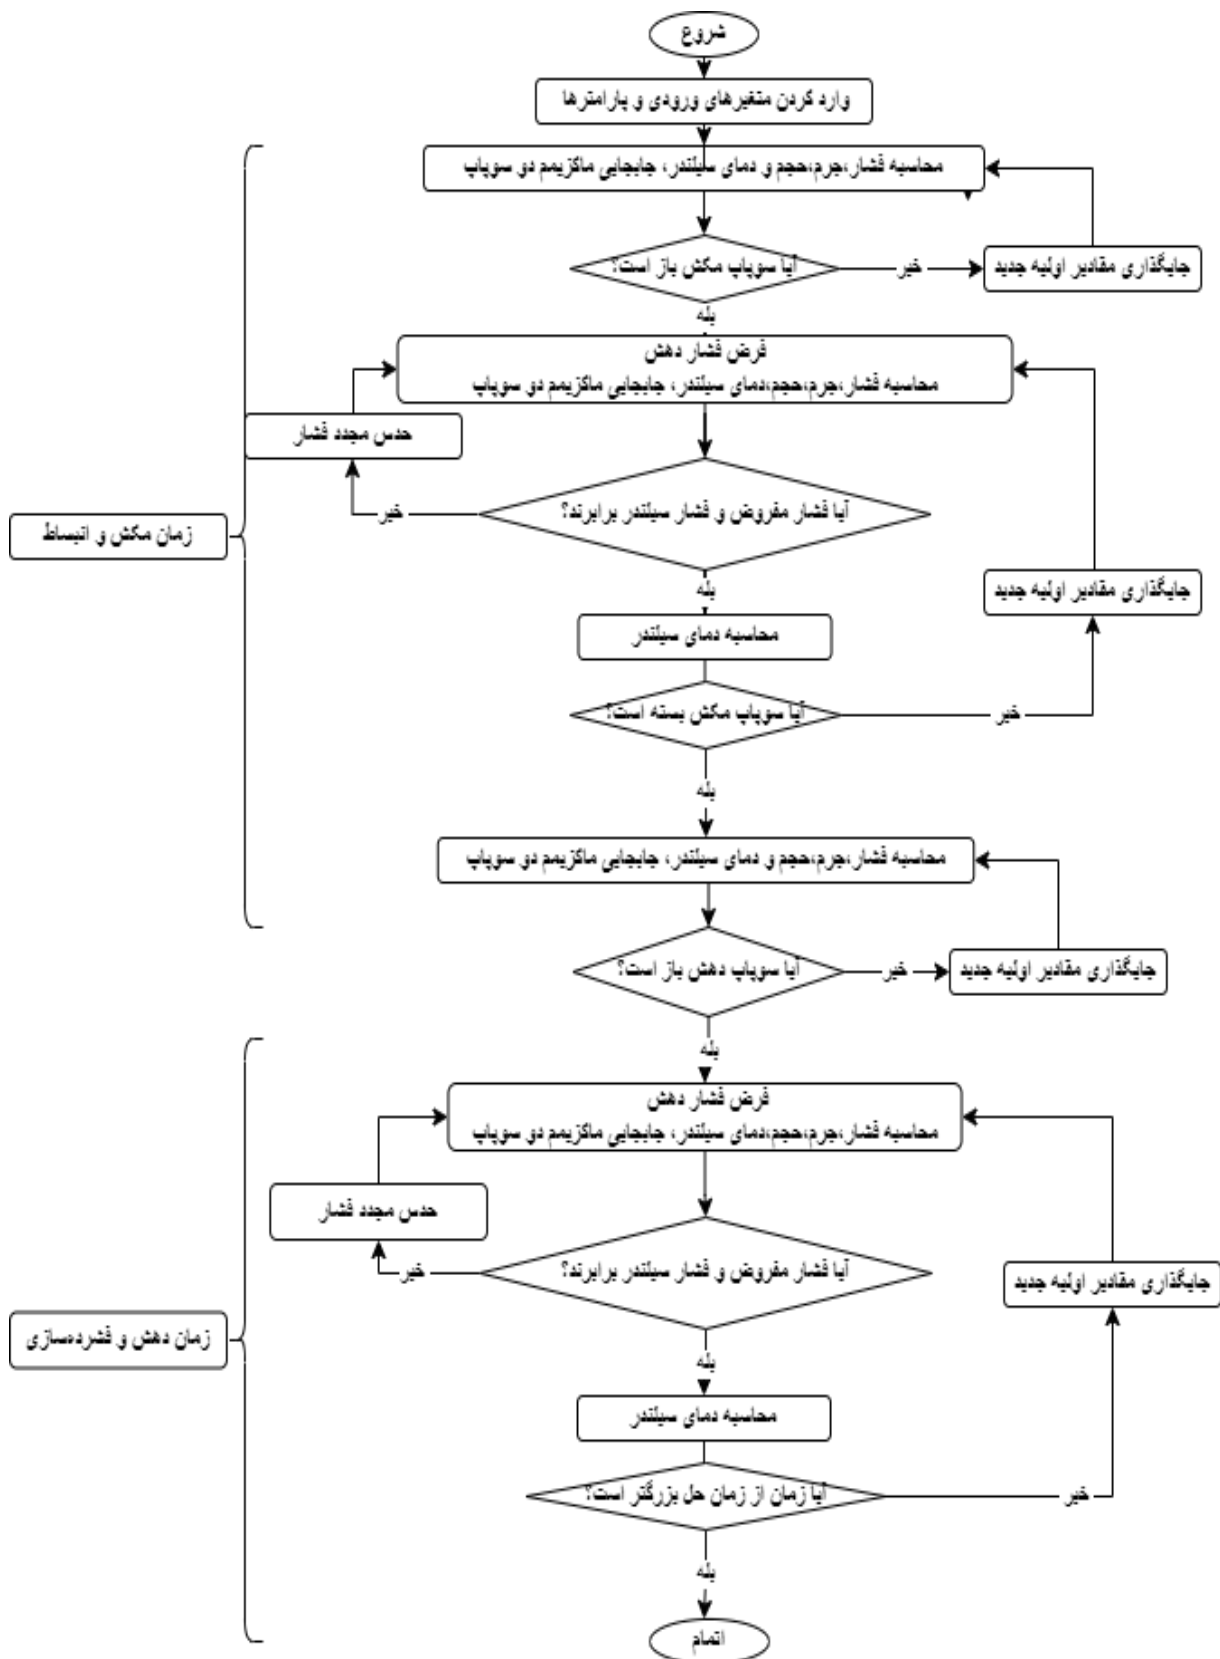 شروع
وارد کردن متغیرهای ورودی و پارامترها
محاسبه فشار،جرم،حجم و دمای سیلندر، جابجایی ماکزیمم دو سوپاپ
آیا سوپاپ مکش باز است؟
خیر
جایگذاری مقادیر اولیه جدید
بله
فرض فشار دهش
محاسبه فشار،جرم،حجم،دمای سیلندر، جابجایی ماکزیمم دو سوپاپ
حدس مجدد فشار
آیا فشار مفروض و فشار سیلندر برابرند؟
خیر
زمان مکش و انبساط
جایگذاری مقادیر اولیه جدید
بله
محاسبه دمای سیلندر
آیا سوپاپ مکش بسته است؟
خیر
بله
محاسبه فشار،جرم،حجم و دمای سیلندر، جابجایی ماکزیمم دو سوپاپ
آیا سوپاپ دهش باز است؟
خیر
جایگذاری مقادیر اولیه جدید
بله
فرض فشار دهش
محاسبه فشار،جرم،حجم،دمای سیلندر، جابجایی ماکزیمم دو سوپاپ
حدس مجدد فشار
آیا فشار مفروض و فشار سیلندر برابرند؟
خیر
جایگذاری مقادیر اولیه جدید
زمان دهش و فشرده‌سازی
بله
محاسبه دمای سیلندر
آیا زمان از زمان حل بزرگتر است؟
خیر
بله
اتمام